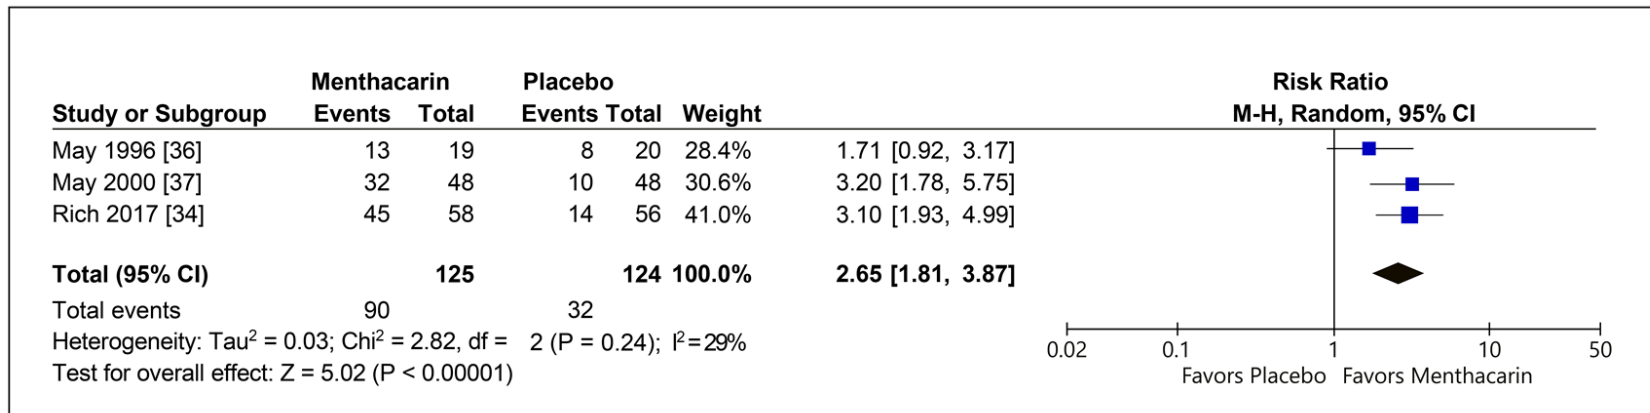 Menthacarin Placebo Risk Ratio
Study or Subgroup Events Total Events Total Weight M-H, Random, 95% CI
May 1996 [36] 13 19 8 20 28.4% 1.71 [0.92, 3.17]
May 2000 [37] 32 48 10 48 30.6% 3.20 [1.78, 5.75]
Rich 2017 [34] 45 58 14 56 41.0% 3.10 [1.93, 4.99]
Total (95% CI) 125 124 100.0% 2.65 [1.81, 3.87]
Total events 90 32
Heterogeneity: Tau² = 0.03; Chi² = 2.82, df = 2 (P = 0.24); I² = 29%
Test for overall effect: Z = 5.02 (P < 0.00001)
0.02 0.1 1 10 50
Favors Placebo Favors Menthacarin